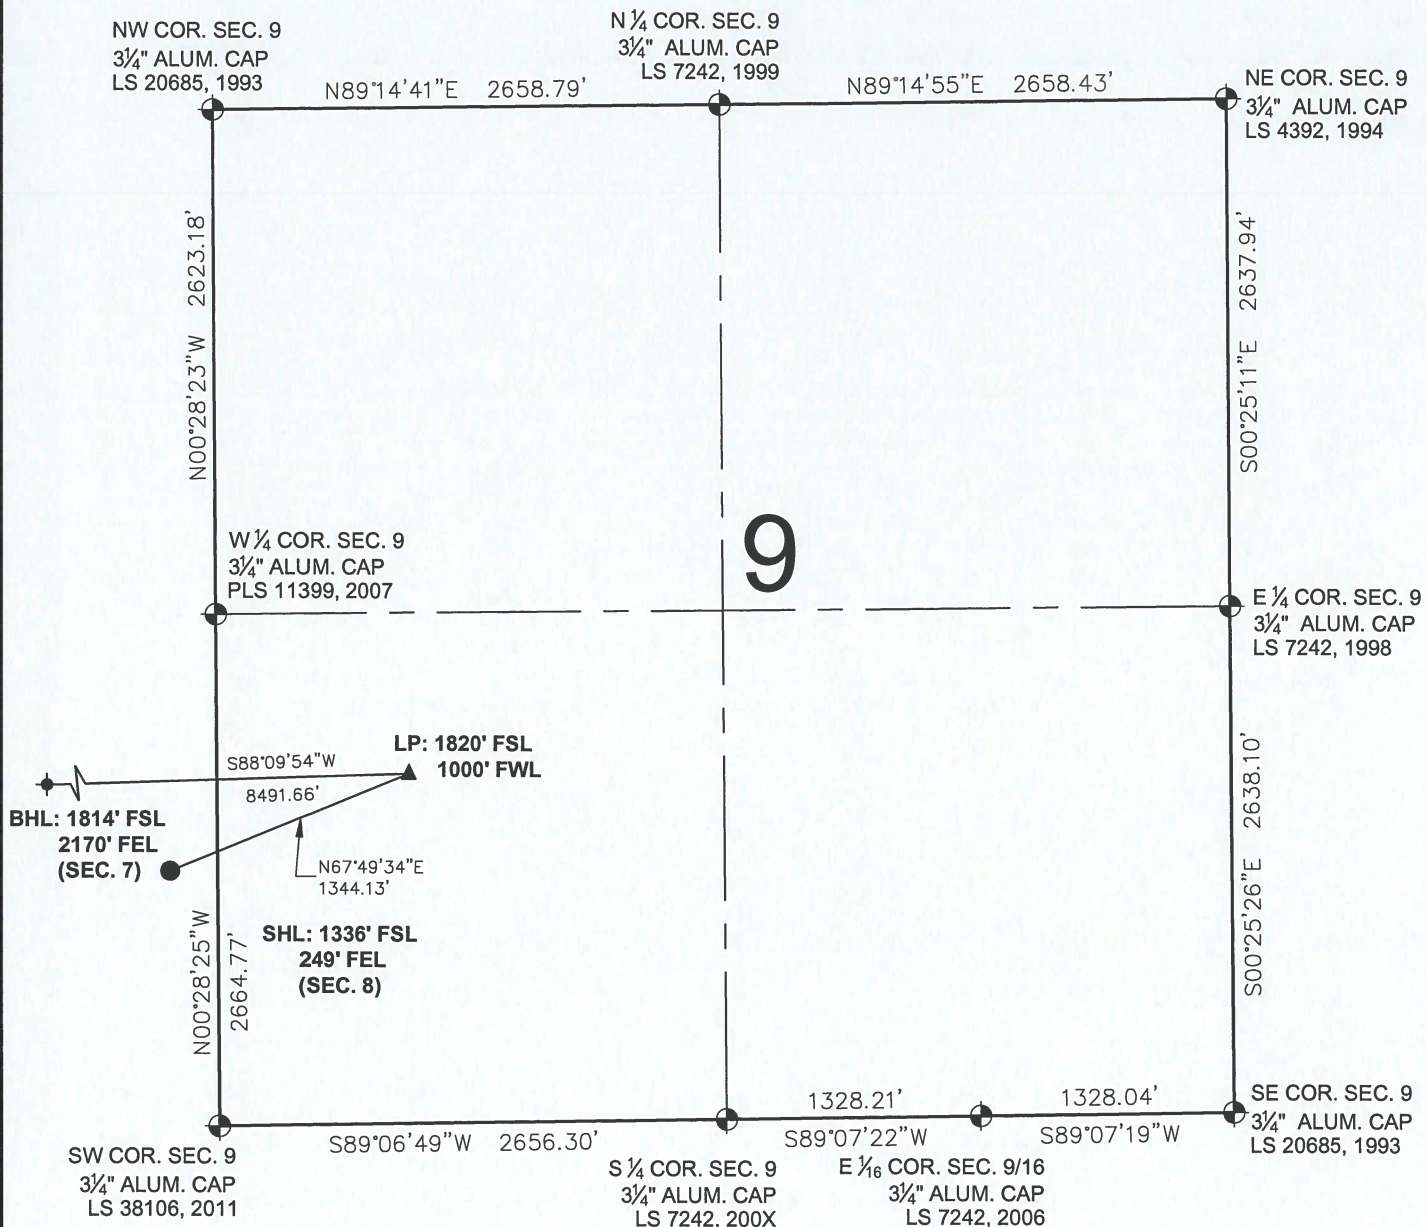 NW COR. SEC. 9
3¼" ALUM. CAP
LS 20685, 1993
N89°14'41"E 2658.79'
N ¼ COR. SEC. 9
3¼" ALUM. CAP
LS 7242, 1999
N89°14'55"E 2658.43'
NE COR. SEC. 9
3¼" ALUM. CAP
LS 4392, 1994
N00°28'23"W 2623.18'
S00°25'11"E 2637.94'
W ¼ COR. SEC. 9
3¼" ALUM. CAP
PLS 11399, 2007
9
E ¼ COR. SEC. 9
3¼" ALUM. CAP
LS 7242, 1998
LP: 1820' FSL
1000' FWL
S88°09'54"W
8491.66'
BHL: 1814' FSL
2170' FEL
(SEC. 7)
N67°49'34"E
1344.13'
SHL: 1336' FSL
249' FEL
(SEC. 8)
N00°28'25"W
2664.77'
S00°25'26"E 2638.10'
SW COR. SEC. 9
3¼" ALUM. CAP
LS 38106, 2011
S89°06'49"W 2656.30'
S ¼ COR. SEC. 9
3¼" ALUM. CAP
LS 7242, 200X
1328.21'
S89°07'22"W
E ⅟₁₆ COR. SEC. 9/16
3¼" ALUM. CAP
LS 7242, 2006
1328.04'
S89°07'19"W
SE COR. SEC. 9
3¼" ALUM. CAP
LS 20685, 1993